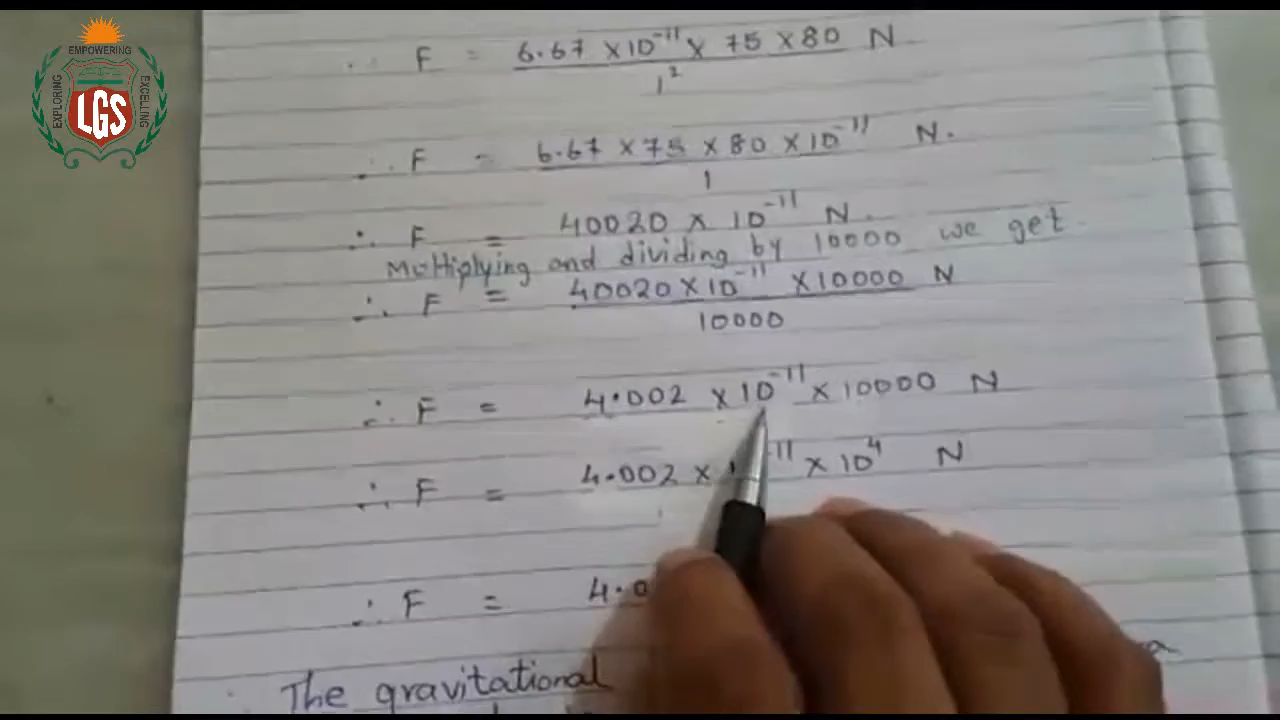 EMPOWERING
EXPLORING
EXCELLING
LGS
∴ F = 6.67 × 10⁻¹¹ × 75 × 80 N
1²
∴ F = 6.67 × 75 × 80 × 10⁻¹¹ N.
1
∴ F = 40020 × 10⁻¹¹ N.
Multiplying and dividing by 10000 we get
∴ F = 40020 × 10⁻¹¹ × 10000 N
10000
∴ F = 4.002 × 10⁻¹¹ × 10000 N
∴ F = 4.002 × 1 ⁻¹¹ × 10⁴ N
∴ F = 4.0
The gravitational